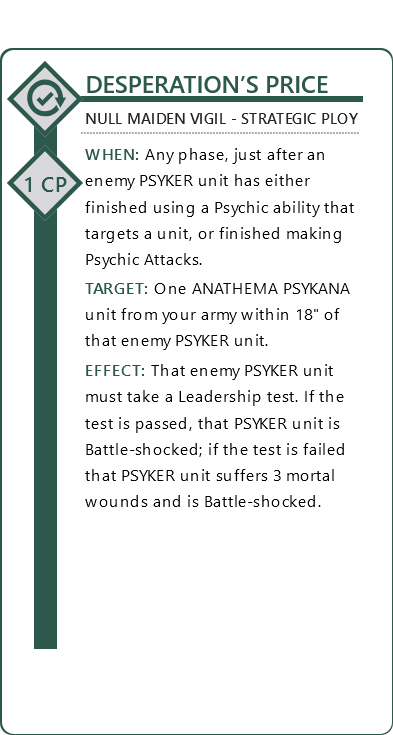 DESPERATION’S PRICE
NULL MAIDEN VIGIL - STRATEGIC PLOY
1 CP
WHEN: Any phase, just after an
enemy PSYKER unit has either
finished using a Psychic ability that
targets a unit, or finished making
Psychic Attacks.
TARGET: One ANATHEMA PSYKANA
unit from your army within 18" of
that enemy PSYKER unit.
EFFECT: That enemy PSYKER unit
must take a Leadership test. If the
test is passed, that PSYKER unit is
Battle-shocked; if the test is failed
that PSYKER unit suffers 3 mortal
wounds and is Battle-shocked.